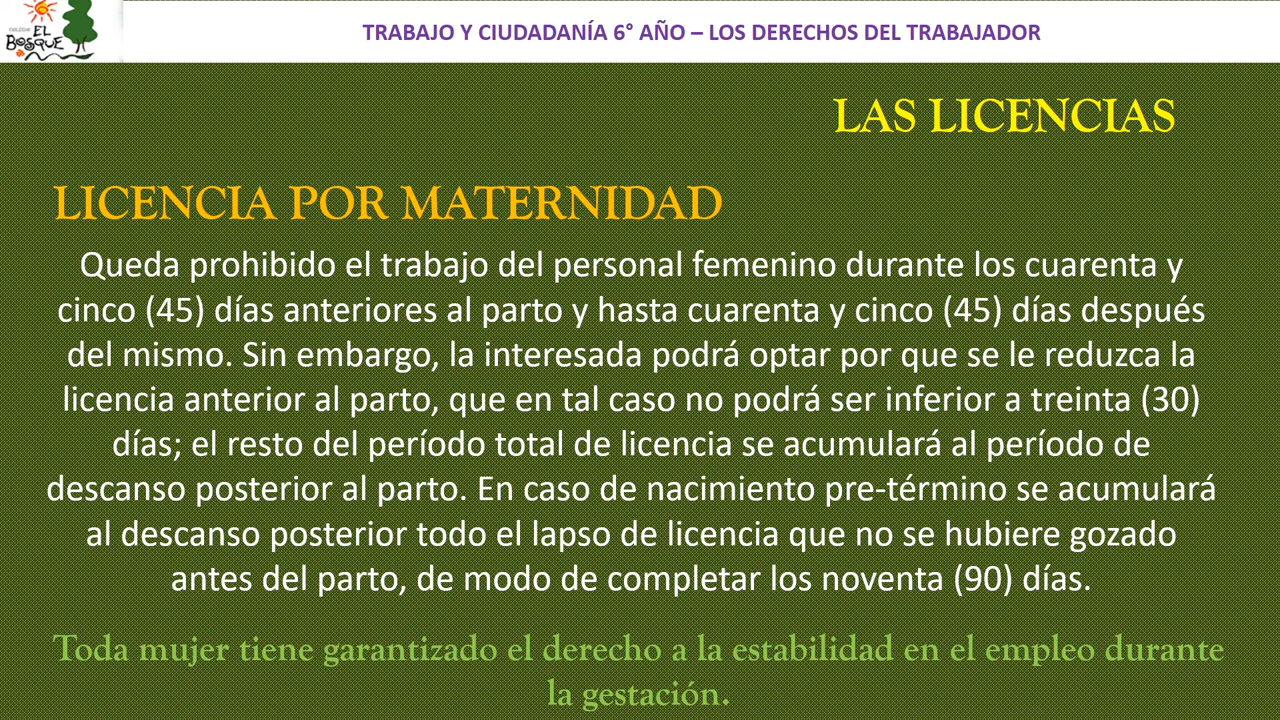 COLEGIO
EL
BOSQUE
TRABAJO Y CIUDADANÍA 6° AÑO – LOS DERECHOS DEL TRABAJADOR
LAS LICENCIAS
LICENCIA POR MATERNIDAD
Queda prohibido el trabajo del personal femenino durante los cuarenta y
cinco (45) días anteriores al parto y hasta cuarenta y cinco (45) días después
del mismo. Sin embargo, la interesada podrá optar por que se le reduzca la
licencia anterior al parto, que en tal caso no podrá ser inferior a treinta (30)
días; el resto del período total de licencia se acumulará al período de
descanso posterior al parto. En caso de nacimiento pre-término se acumulará
al descanso posterior todo el lapso de licencia que no se hubiere gozado
antes del parto, de modo de completar los noventa (90) días.
Toda mujer tiene garantizado el derecho a la estabilidad en el empleo durante
la gestación.